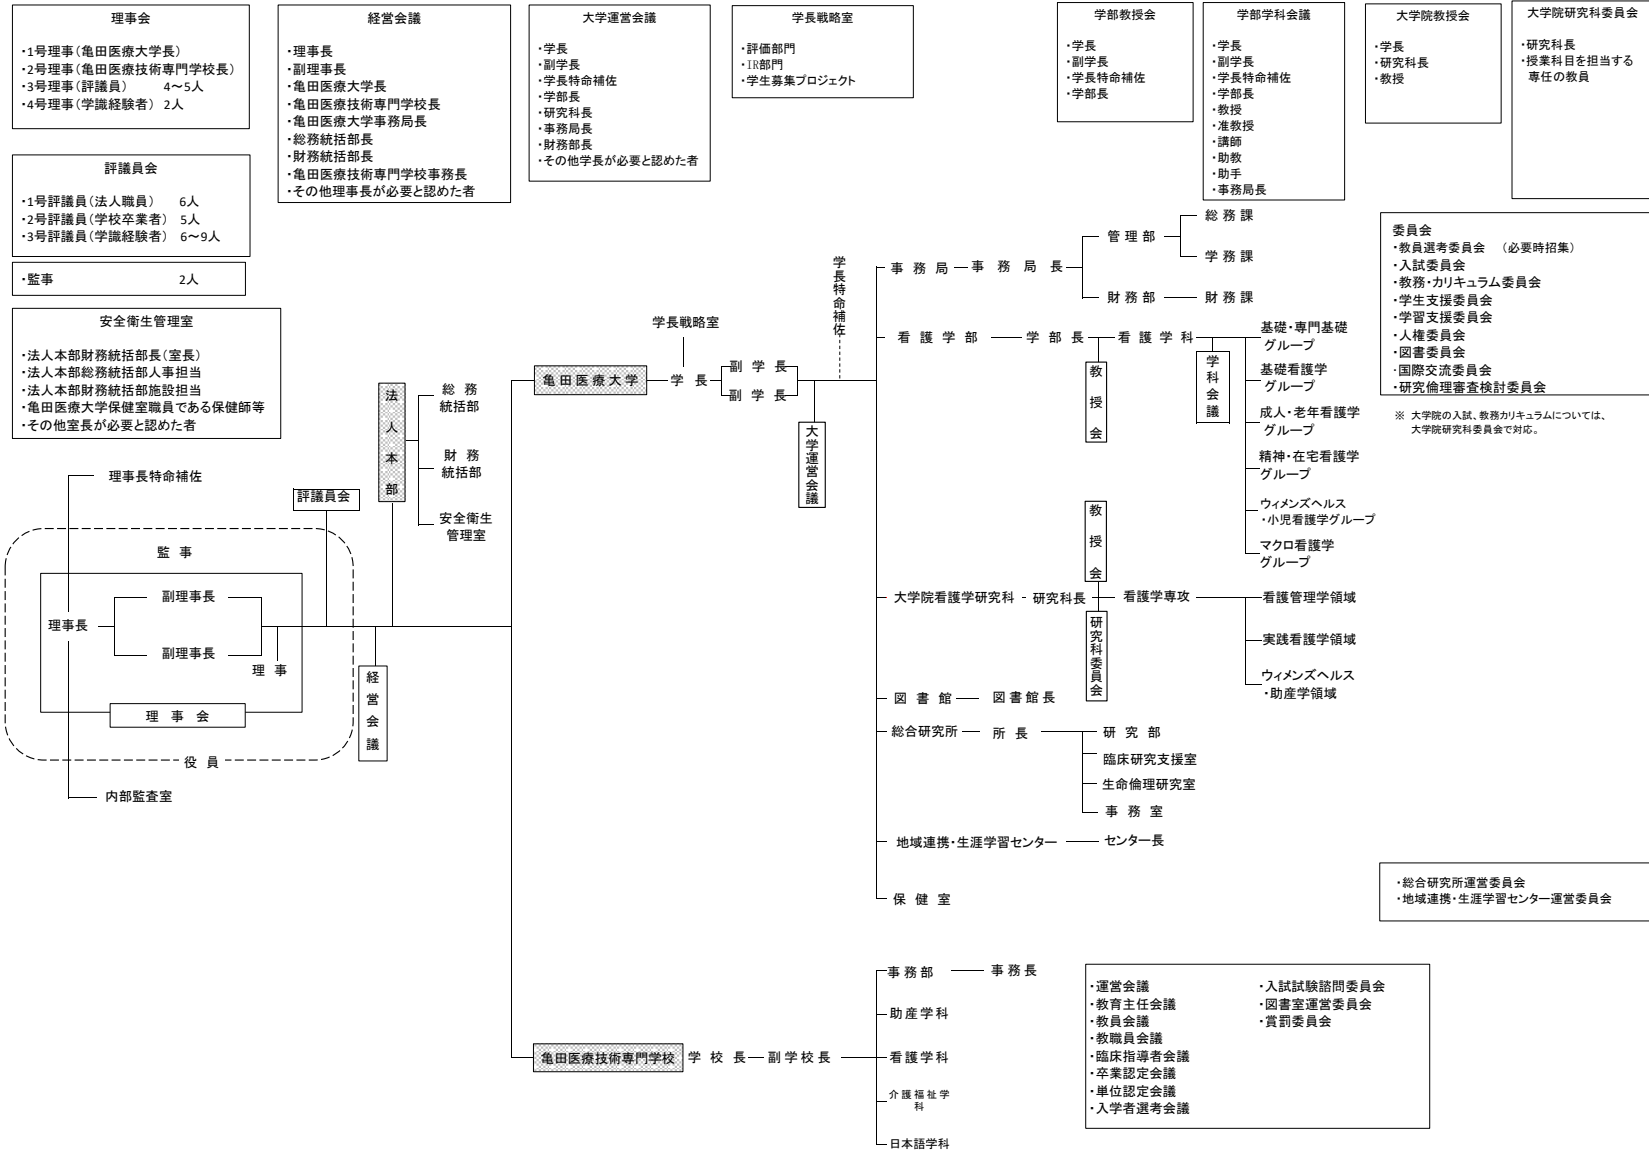 理事会
・1号理事（亀田医療大学長）
・2号理事（亀田医療技術専門学校長）
・3号理事（評議員） 4～5人
・4号理事（学識経験者） 2人
評議員会
・1号評議員（法人職員） 6人
・2号評議員（学校卒業者） 5人
・3号評議員（学識経験者） 6～9人
・監事 2人
安全衛生管理室
・法人本部財務統括部長（室長）
・法人本部総務統括部人事担当
・法人本部財務統括部施設担当
・亀田医療大学保健室職員である保健師等
・その他室長が必要と認めた者
経営会議
・理事長
・副理事長
・亀田医療大学長
・亀田医療技術専門学校長
・亀田医療大学事務局長
・総務統括部長
・財務統括部長
・亀田医療技術専門学校事務長
・その他理事長が必要と認めた者
大学運営会議
・学長
・副学長
・学長特命補佐
・学部長
・研究科長
・事務局長
・財務部長
・その他学長が必要と認めた者
学長戦略室
・評価部門
・IR部門
・学生募集プロジェクト
学部教授会
・学長
・副学長
・学長特命補佐
・学部長
学部学科会議
・学長
・副学長
・学長特命補佐
・学部長
・教授
・准教授
・講師
・助教
・助手
・事務局長
大学院教授会
・学長
・研究科長
・教授
大学院研究科委員会
・研究科長
・授業科目を担当する
専任の教員
委員会
・教員選考委員会 （必要時招集）
・入試委員会
・教務・カリキュラム委員会
・学生支援委員会
・学習支援委員会
・人権委員会
・図書委員会
・国際交流委員会
・研究倫理審査検討委員会
※ 大学院の入試、教務カリキュラムについては、
大学院研究科委員会で対応。
理事長特命補佐
監事
理事長
副理事長
副理事長
理事
理事会
役員
内部監査室
評議員会
経営会議
法人本部
総務
統括部
財務
統括部
安全衛生
管理室
亀田医療大学
学長戦略室
学長
副学長
副学長
大学運営会議
学長特命補佐
事務局
事務局長
管理部
総務課
学務課
財務部
財務課
看護学部
学部長
教授会
看護学科
学科会議
基礎・専門基礎
グループ
基礎看護学
グループ
成人・老年看護学
グループ
精神・在宅看護学
グループ
ウィメンズヘルス
・小児看護学グループ
マクロ看護学
グループ
大学院看護学研究科
研究科長
教授会
研究科委員会
看護学専攻
看護管理学領域
実践看護学領域
ウィメンズヘルス
・助産学領域
図書館
図書館長
総合研究所
所長
研究部
臨床研究支援室
生命倫理研究室
事務室
地域連携・生涯学習センター
センター長
保健室
・総合研究所運営委員会
・地域連携・生涯学習センター運営委員会
亀田医療技術専門学校
学校長
副学校長
事務部
事務長
助産学科
看護学科
介護福祉学
科
日本語学科
・運営会議
・教育主任会議
・教員会議
・教職員会議
・臨床指導者会議
・卒業認定会議
・単位認定会議
・入学者選考会議
・入試試験諮問委員会
・図書室運営委員会
・賞罰委員会